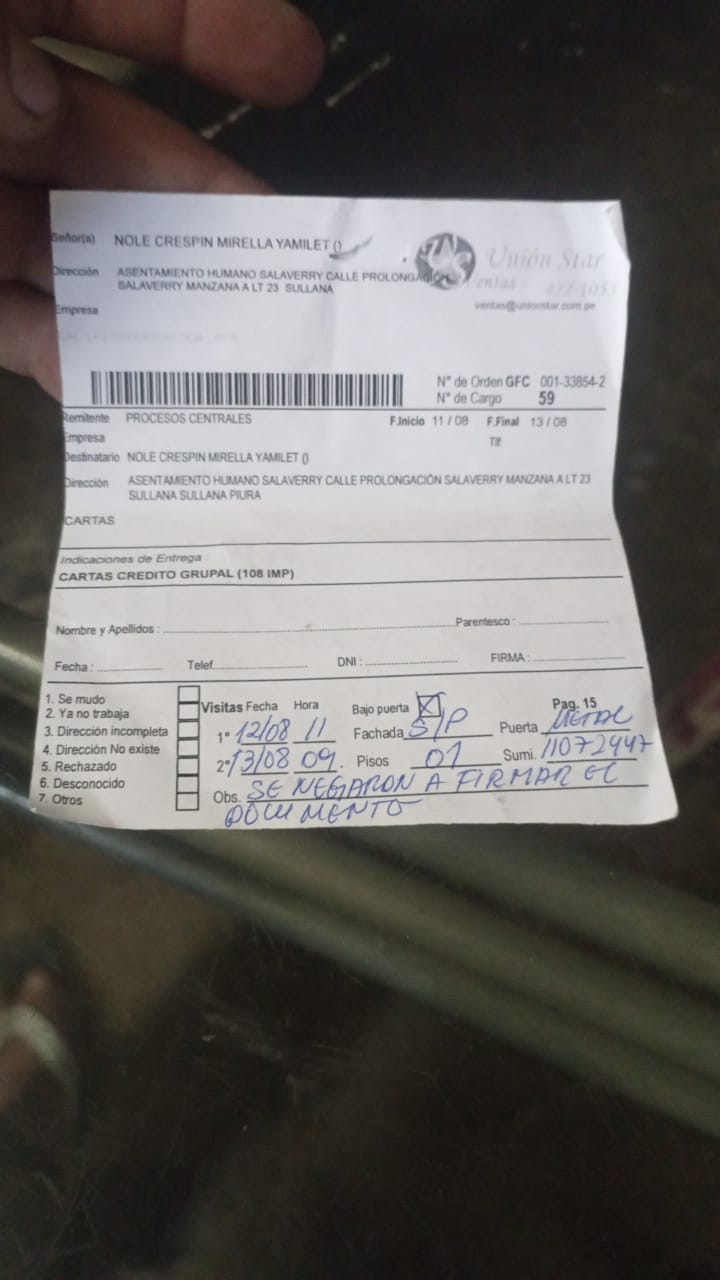 Señor(a) NOLE CRESPIN MIRELLA YAMILET ()
Unión Star
Dirección ASENTAMIENTO HUMANO SALAVERRY CALLE PROLONGACIÓN
SALAVERRY MANZANA A LT 23 SULLANA
Ventas:
ventas@unionstar.com.pe
Empresa
N° de Orden GFC 001-33854-2
N° de Cargo 59
Remitente PROCESOS CENTRALES F.Inicio 11 / 08 F.Final 13 / 08
Empresa Tlf
Destinatario NOLE CRESPIN MIRELLA YAMILET ()
Dirección ASENTAMIENTO HUMANO SALAVERRY CALLE PROLONGACIÓN SALAVERRY MANZANA A LT 23
SULLANA SULLANA PIURA
CARTAS
Indicaciones de Entrega :
CARTAS CREDITO GRUPAL (108 IMP)
Nombre y Apellidos : Parentesco :
Fecha : Telef DNI : FIRMA :
1. Se mudo
2. Ya no trabaja
3. Dirección incompleta
4. Dirección No existe
5. Rechazado
6. Desconocido
7. Otros
Visitas Fecha Hora Bajo puerta X Pag. 15
1° 12/08 11 Fachada S/P Puerta METAL
2° 13/08 09. Pisos 01 Sumi. 11072447
Obs. SE NEGARON A FIRMAR EL
DOCUMENTO